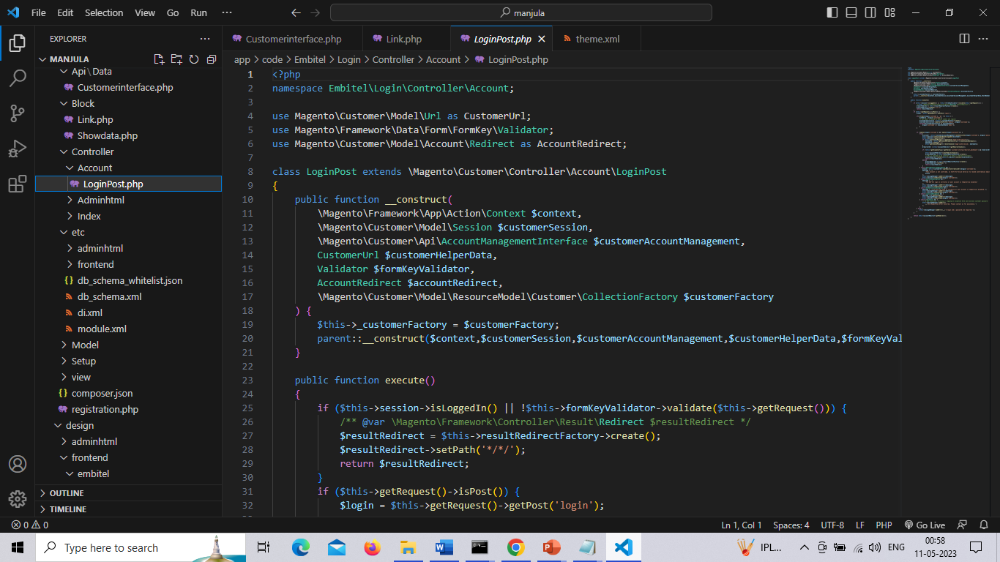 File Edit Selection View Go Run ··· manjula
EXPLORER ···
MANJULA
Api\Data
Customerinterface.php
Block
Link.php
Showdata.php
Controller
Account
LoginPost.php
Adminhtml
Index
etc
adminhtml
frontend
db_schema_whitelist.json
db_schema.xml
di.xml
module.xml
Model
Setup
view
composer.json
registration.php
design
adminhtml
frontend
embitel
OUTLINE
TIMELINE
Customerinterface.php Link.php LoginPost.php theme.xml
app > code > Embitel > Login > Controller > Account > LoginPost.php
1 <?php
2 namespace Embitel\Login\Controller\Account;
3
4 use Magento\Customer\Model\Url as CustomerUrl;
5 use Magento\Framework\Data\Form\FormKey\Validator;
6 use Magento\Customer\Model\Account\Redirect as AccountRedirect;
7
8 class LoginPost extends \Magento\Customer\Controller\Account\LoginPost
9 {
10 public function __construct(
11 \Magento\Framework\App\Action\Context $context,
12 \Magento\Customer\Model\Session $customerSession,
13 \Magento\Customer\Api\AccountManagementInterface $customerAccountManagement,
14 CustomerUrl $customerHelperData,
15 Validator $formKeyValidator,
16 AccountRedirect $accountRedirect,
17 \Magento\Customer\Model\ResourceModel\Customer\CollectionFactory $customerFactory
18 ) {
19 $this->_customerFactory = $customerFactory;
20 parent::__construct($context,$customerSession,$customerAccountManagement,$customerHelperData,$formKeyVal
21 }
22
23 public function execute()
24 {
25 if ($this->session->isLoggedIn() || !$this->formKeyValidator->validate($this->getRequest())) {
26 /** @var \Magento\Framework\Controller\Result\Redirect $resultRedirect */
27 $resultRedirect = $this->resultRedirectFactory->create();
28 $resultRedirect->setPath('*/*/');
29 return $resultRedirect;
30 }
31 if ($this->getRequest()->isPost()) {
32 $login = $this->getRequest()->getPost('login');
0 0 Ln 1, Col 1 Spaces: 4 UTF-8 LF PHP Go Live
Type here to search IPL... ENG 00:58
11-05-2023